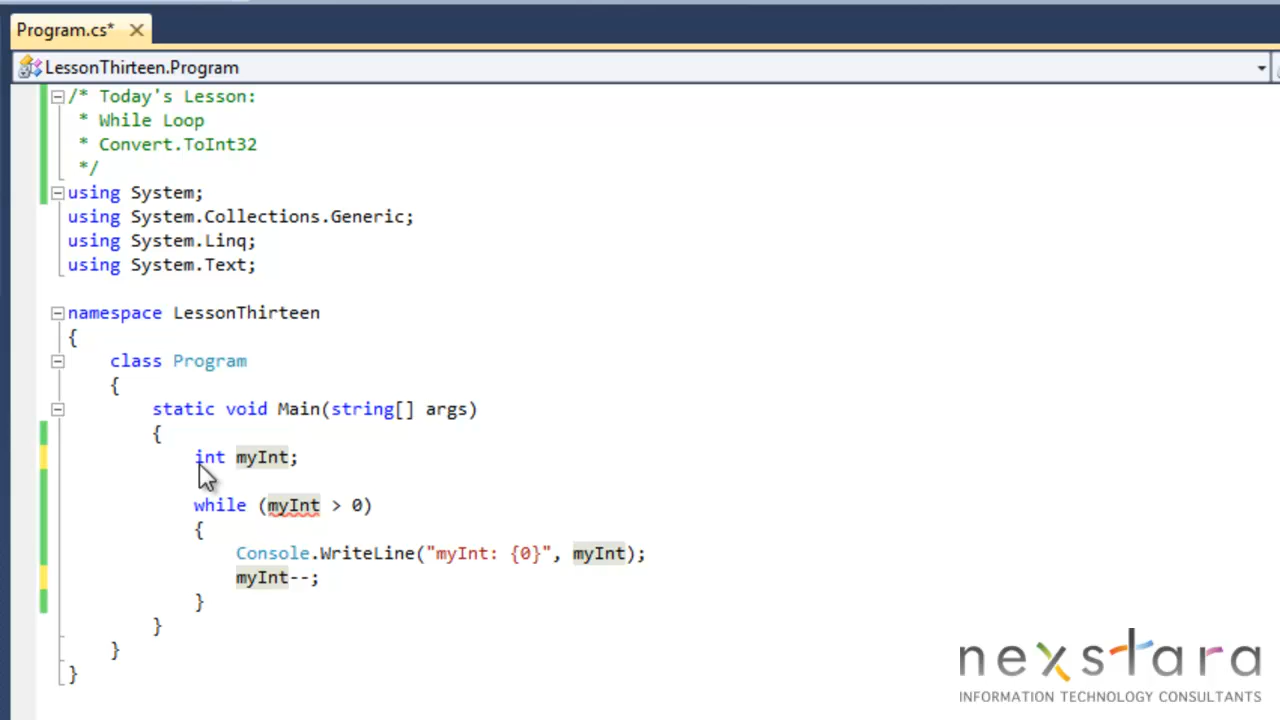 Program.cs*
LessonThirteen.Program
/* Today's Lesson:
* While Loop
* Convert.ToInt32
*/
using System;
using System.Collections.Generic;
using System.Linq;
using System.Text;
namespace LessonThirteen
{
class Program
{
static void Main(string[] args)
{
int myInt;
while (myInt > 0)
{
Console.WriteLine("myInt: {0}", myInt);
myInt--;
}
}
}
}
nexstara
INFORMATION TECHNOLOGY CONSULTANTS